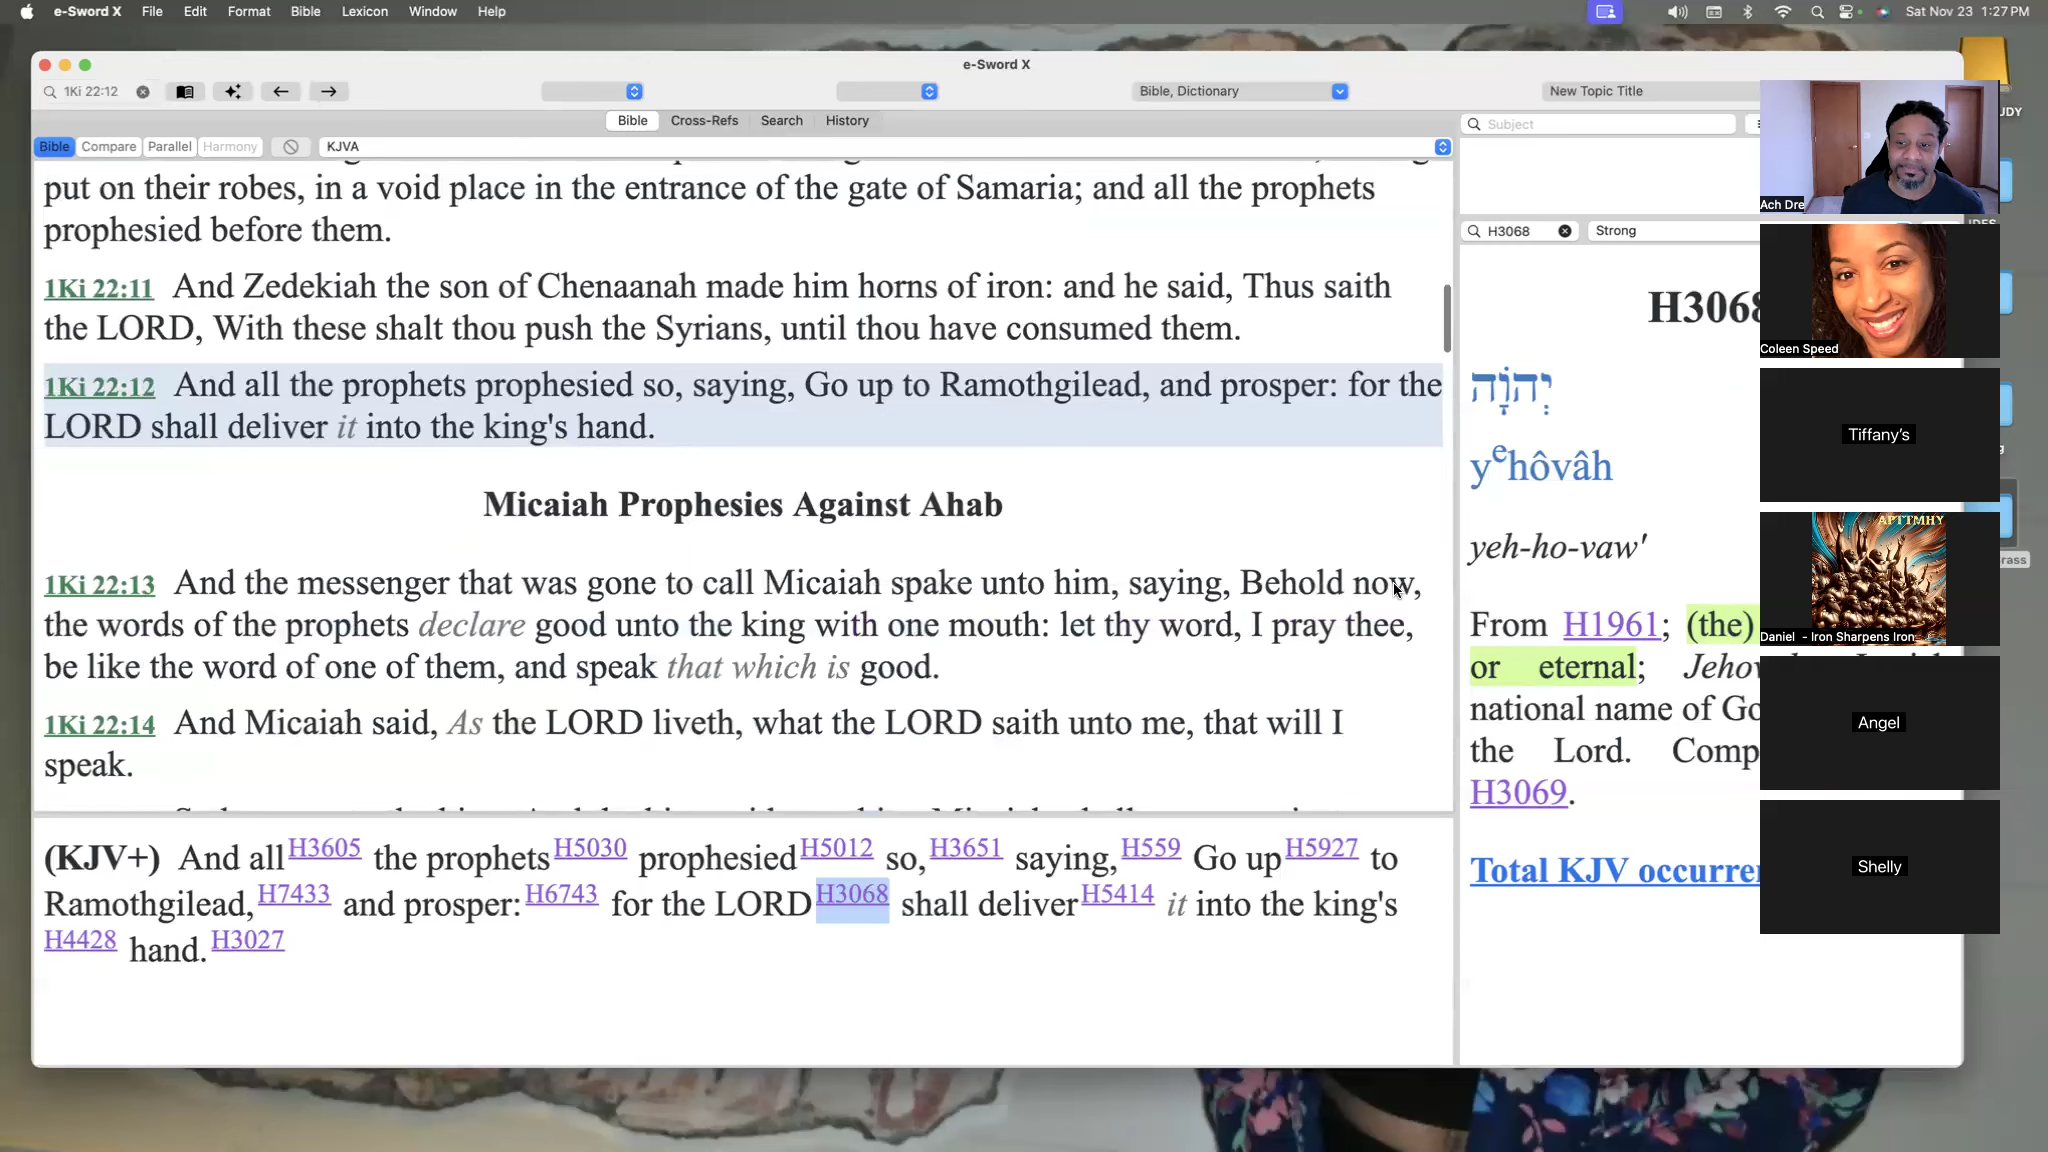 e-Sword X File Edit Format Bible Lexicon Window Help
Sat Nov 23 1:27 PM
e-Sword X
1Ki 22:12
Bible, Dictionary
New Topic Title
Bible Cross-Refs Search History
Subject
Bible Compare Parallel Harmony
KJVA
put on their robes, in a void place in the entrance of the gate of Samaria; and all the prophets
prophesied before them.
1Ki 22:11 And Zedekiah the son of Chenaanah made him horns of iron: and he said, Thus saith
the LORD, With these shalt thou push the Syrians, until thou have consumed them.
1Ki 22:12 And all the prophets prophesied so, saying, Go up to Ramothgilead, and prosper: for the
LORD shall deliver it into the king's hand.
Micaiah Prophesies Against Ahab
1Ki 22:13 And the messenger that was gone to call Micaiah spake unto him, saying, Behold now,
the words of the prophets declare good unto the king with one mouth: let thy word, I pray thee,
be like the word of one of them, and speak that which is good.
1Ki 22:14 And Micaiah said, As the LORD liveth, what the LORD saith unto me, that will I
speak.
(KJV+) And all H3605 the prophets H5030 prophesied H5012 so, H3651 saying, H559 Go up H5927 to
Ramothgilead, H7433 and prosper: H6743 for the LORD H3068 shall deliver H5414 it into the king's
H4428 hand. H3027
H3068
Strong
H3068
יְהֹוָה
yehôvâh
yeh-ho-vaw'
From H1961; (the)
or eternal;
national name of
the Lord.
H3069.
Total KJV
Ach Dre
Coleen Speed
Tiffany's
APTTMHY
Daniel - Iron Sharpens Iron
Angel
Shelly